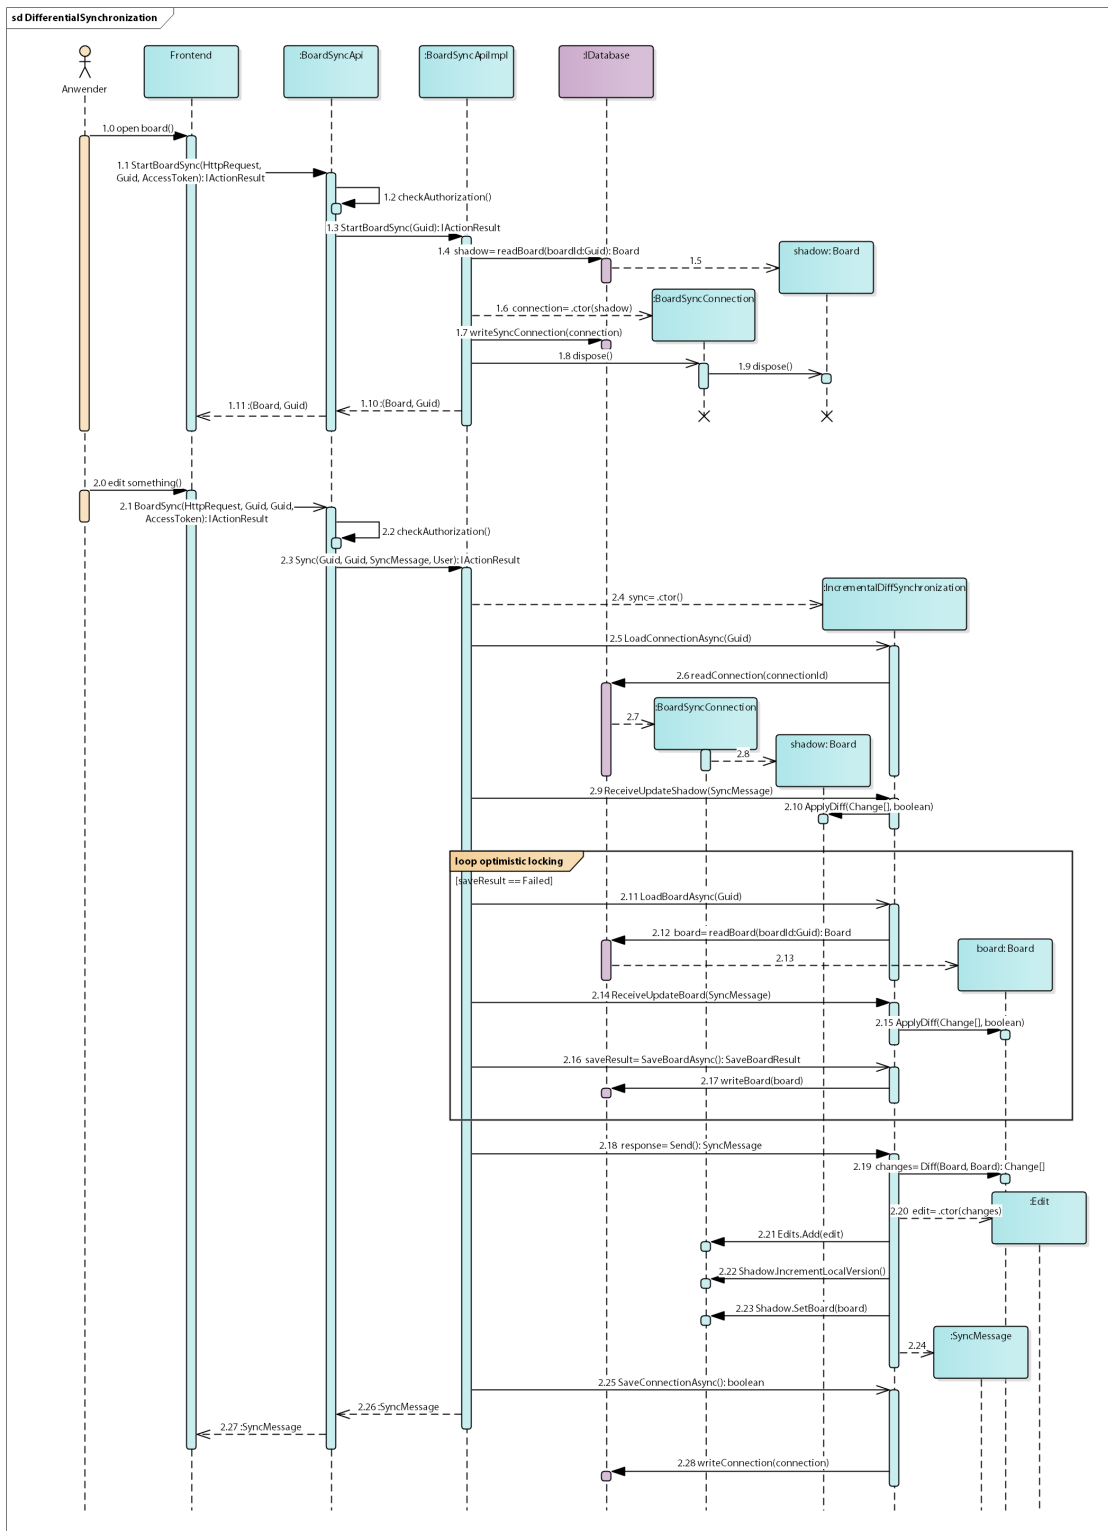 sd DifferentialSynchronization
Anwender
Frontend
:BoardSyncApi
:BoardSyncApiImpl
:IDatabase
1.0 open board()
1.1 StartBoardSync(HttpRequest,
Guid, AccessToken): IActionResult
1.2 checkAuthorization()
1.3 StartBoardSync(Guid): IActionResult
1.4 shadow= readBoard(boardId:Guid): Board
1.5
shadow: Board
:BoardSyncConnection
1.6 connection= .ctor(shadow)
1.7 writeSyncConnection(connection)
1.8 dispose()
1.9 dispose()
1.10 :(Board, Guid)
1.11 :(Board, Guid)
2.0 edit something()
2.1 BoardSync(HttpRequest, Guid, Guid,
AccessToken): IActionResult
2.2 checkAuthorization()
2.3 Sync(Guid, Guid, SyncMessage, User): IActionResult
:IncrementalDiffSynchronization
2.4 sync= .ctor()
2.5 LoadConnectionAsync(Guid)
2.6 readConnection(connectionId)
:BoardSyncConnection
2.7
shadow: Board
2.8
2.9 ReceiveUpdateShadow(SyncMessage)
2.10 ApplyDiff(Change[], boolean)
loop optimistic locking
[saveResult == Failed]
2.11 LoadBoardAsync(Guid)
2.12 board= readBoard(boardId:Guid): Board
board: Board
2.13
2.14 ReceiveUpdateBoard(SyncMessage)
2.15 ApplyDiff(Change[], boolean)
2.16 saveResult= SaveBoardAsync(): SaveBoardResult
2.17 writeBoard(board)
2.18 response= Send(): SyncMessage
2.19 changes= Diff(Board, Board): Change[]
:Edit
2.20 edit= .ctor(changes)
2.21 Edits.Add(edit)
2.22 Shadow.IncrementLocalVersion()
2.23 Shadow.SetBoard(board)
:SyncMessage
2.24
2.25 SaveConnectionAsync(): boolean
2.26 :SyncMessage
2.27 :SyncMessage
2.28 writeConnection(connection)